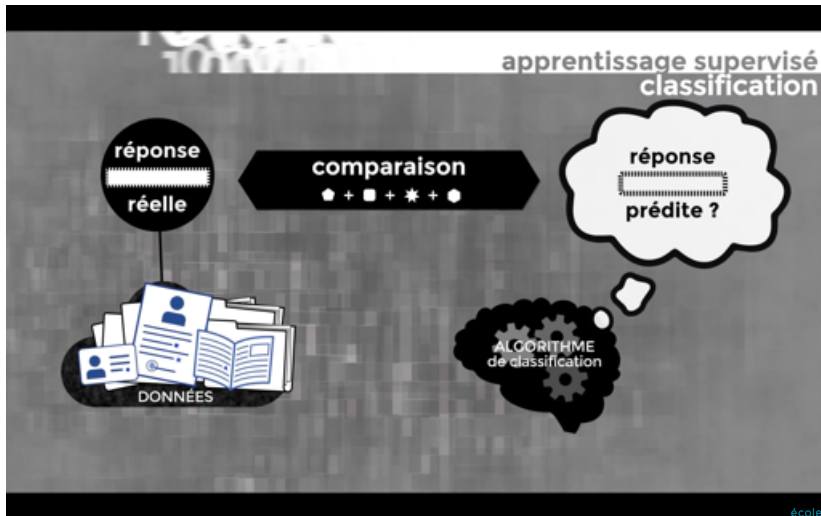 apprentissage supervisé
classification
réponse
réelle
comparaison
réponse
prédite ?
ALGORITHME
de classification
DONNÉES
école